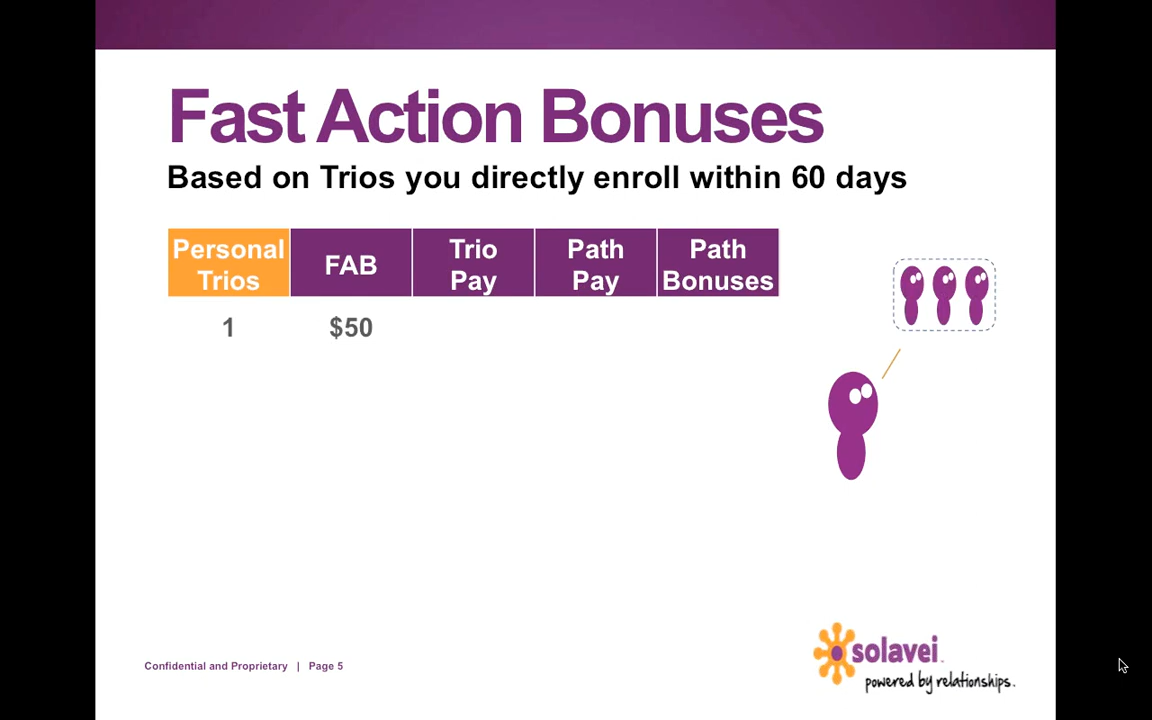 Fast Action Bonuses
Based on Trios you directly enroll within 60 days
Personal Trios FAB Trio Pay Path Pay Path Bonuses
1 $50
solavei
powered by relationships.
Confidential and Proprietary | Page 5